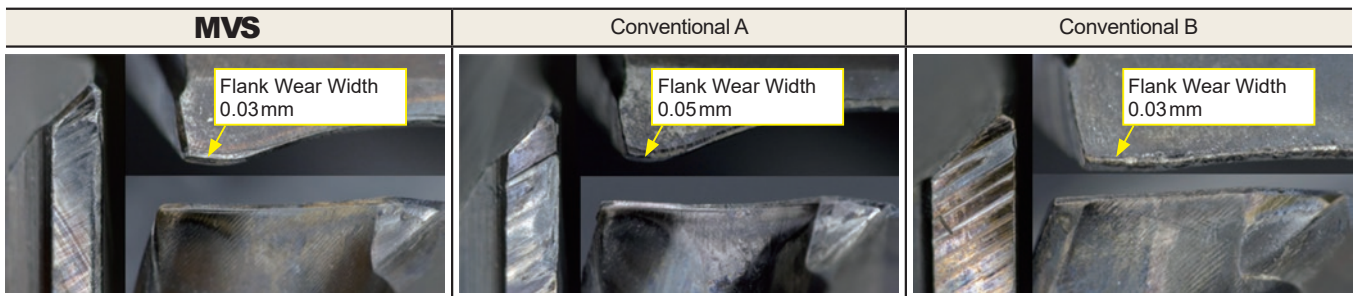 MVS
Conventional A
Conventional B
Flank Wear Width
0.03mm
Flank Wear Width
0.05mm
Flank Wear Width
0.03mm